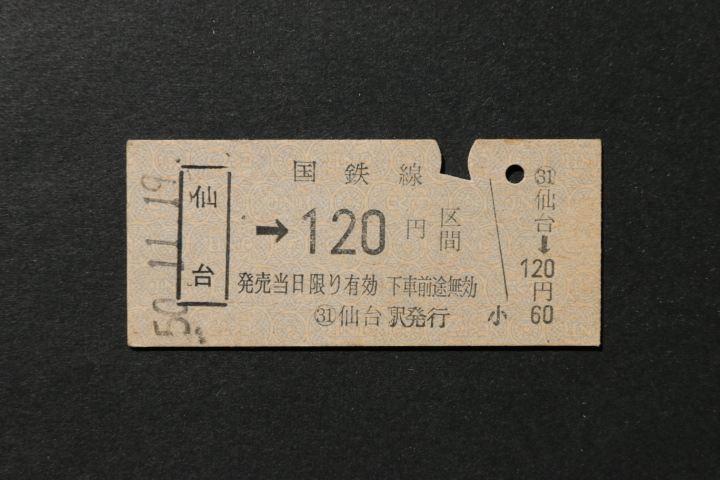 50.11.19
仙台
国鉄線
→120円区間
発売当日限り有効 下車前途無効
㉛仙台駅発行
小
㉛仙台→120円
60